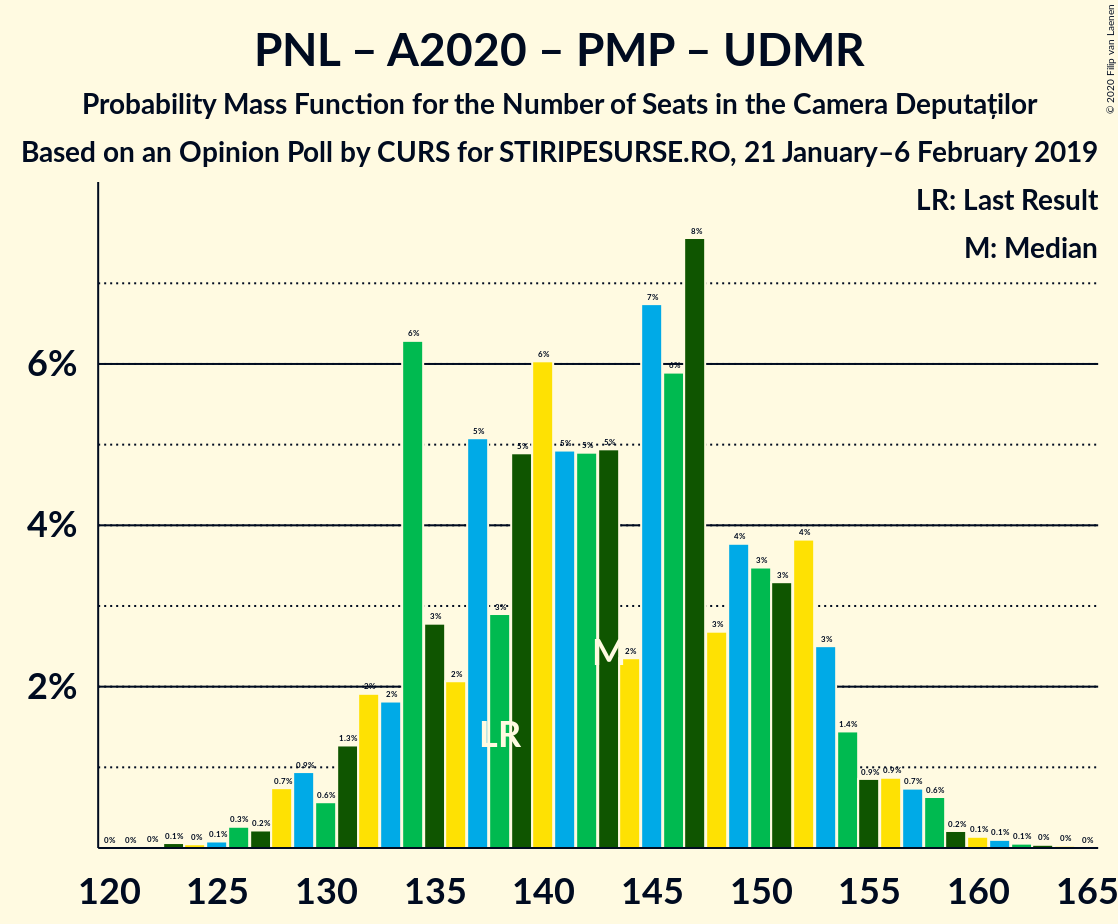 PNL – A2020 – PMP – UDMR
Probability Mass Function for the Number of Seats in the Camera Deputaților
Based on an Opinion Poll by CURS for STIRIPESURSE.RO, 21 January–6 February 2019
© 2020 Filip van Laenen
LR: Last Result
M: Median
6%
4%
2%
0% 0% 0% 0.1% 0% 0.1% 0.3% 0.2% 0.7% 0.9% 0.6% 1.3% 2% 2% 6% 3% 2% 5% 3% 5% 6% 5% 5% 5% 2% 7% 6% 8% 3% 4% 3% 3% 4% 3% 1.4% 0.9% 0.9% 0.7% 0.6% 0.2% 0.1% 0.1% 0.1% 0% 0% 0%
M
LR
120 125 130 135 140 145 150 155 160 165